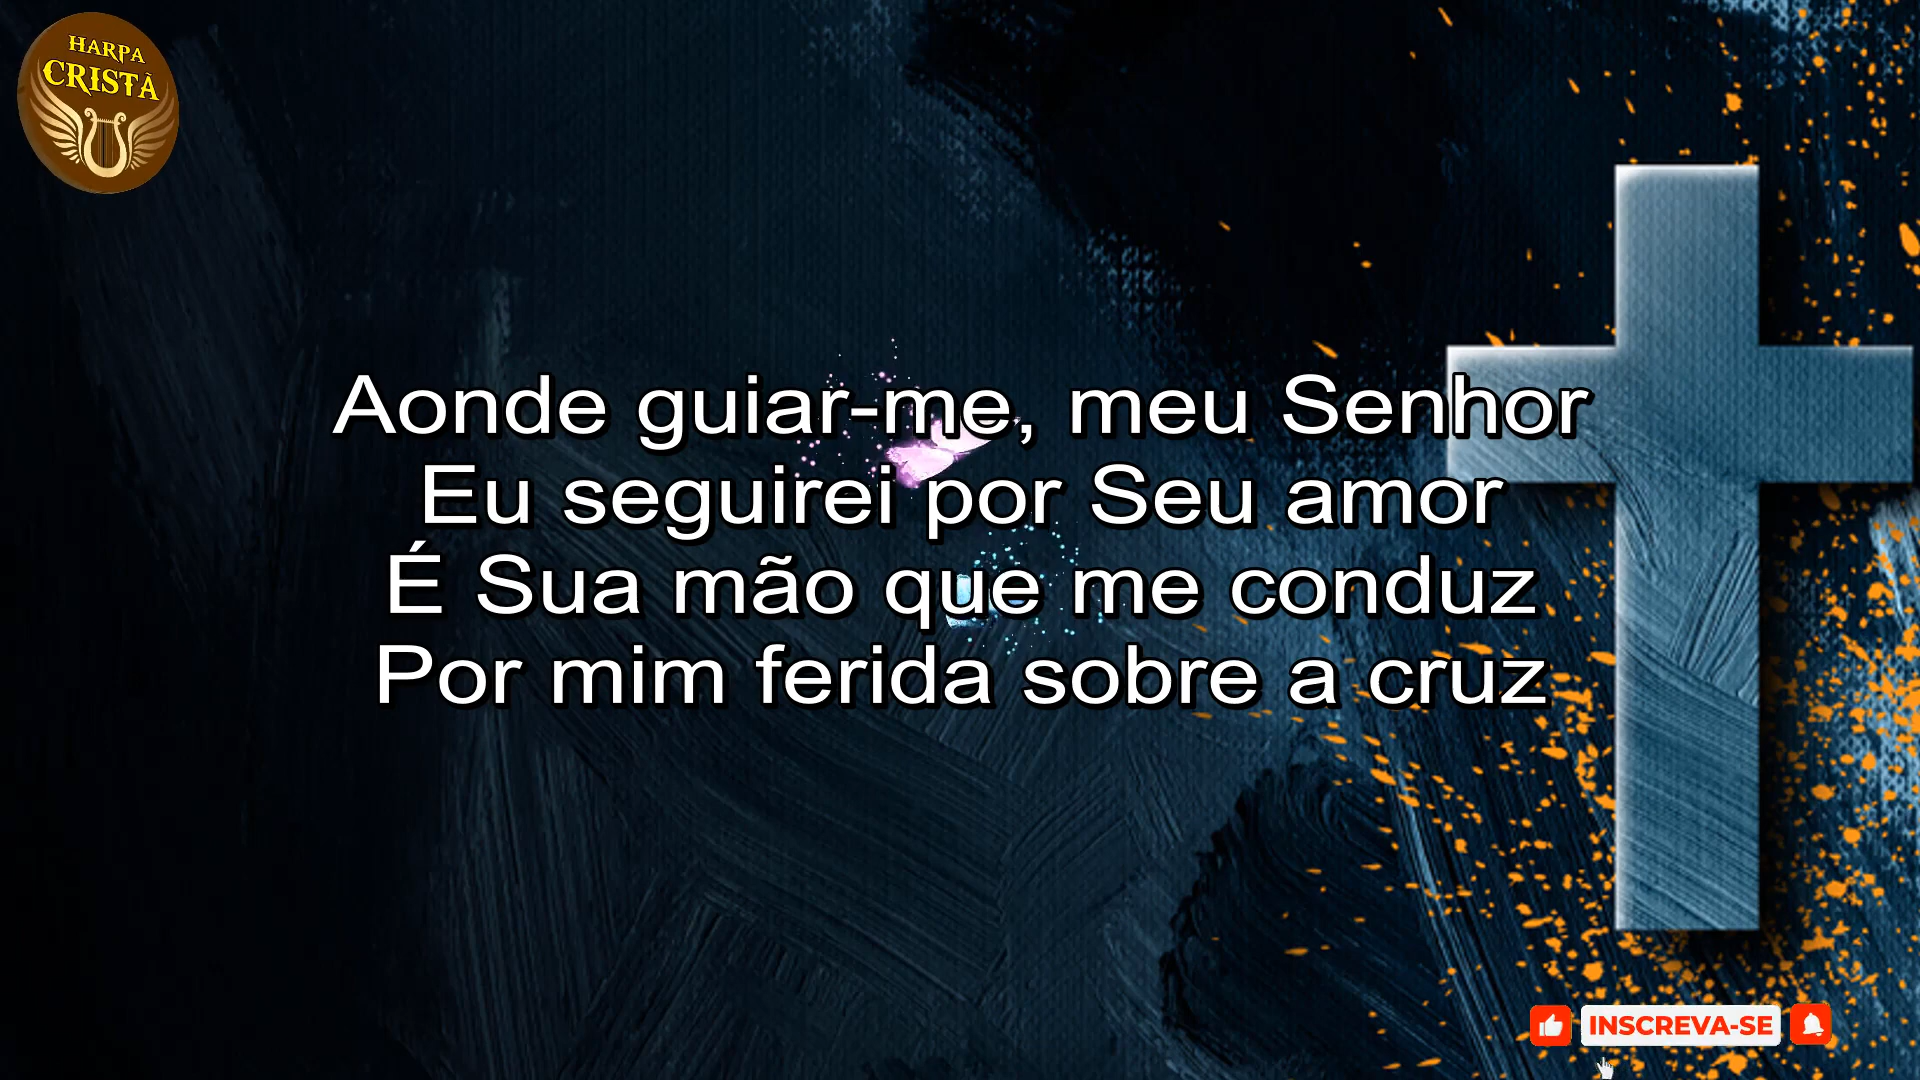 HARPA
CRISTÃ
Aonde guiar-me, meu Senhor
Eu seguirei por Seu amor
É Sua mão que me conduz
Por mim ferida sobre a cruz
INSCREVA-SE